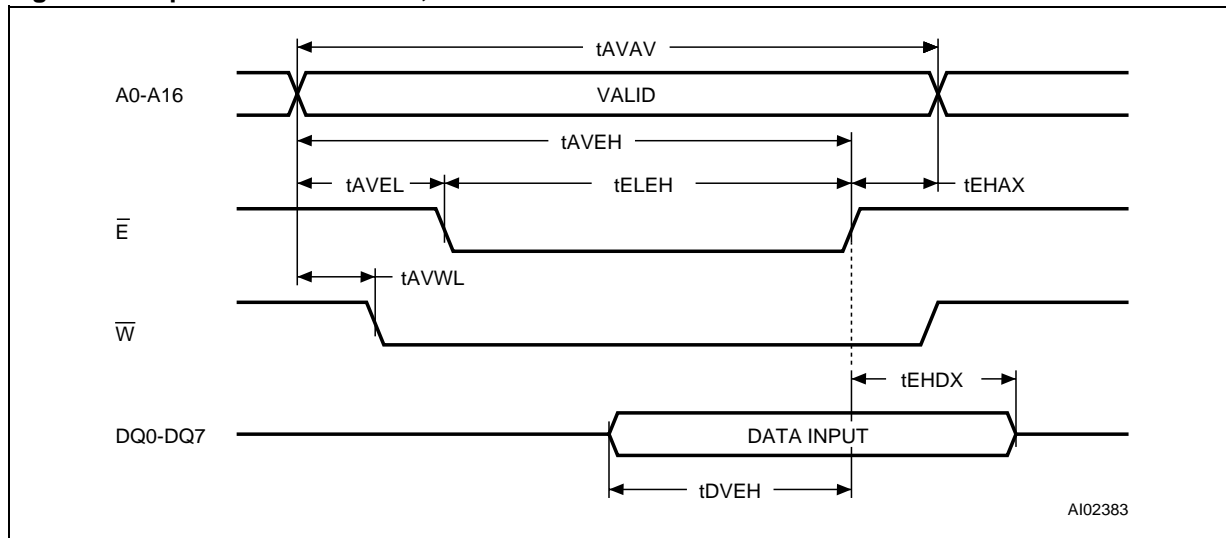 tAVAV
A0-A16
VALID
tAVEH
tAVEL
tELEH
tEHAX
E
tAVWL
W
tEHDX
DQ0-DQ7
DATA INPUT
tDVEH
AI02383